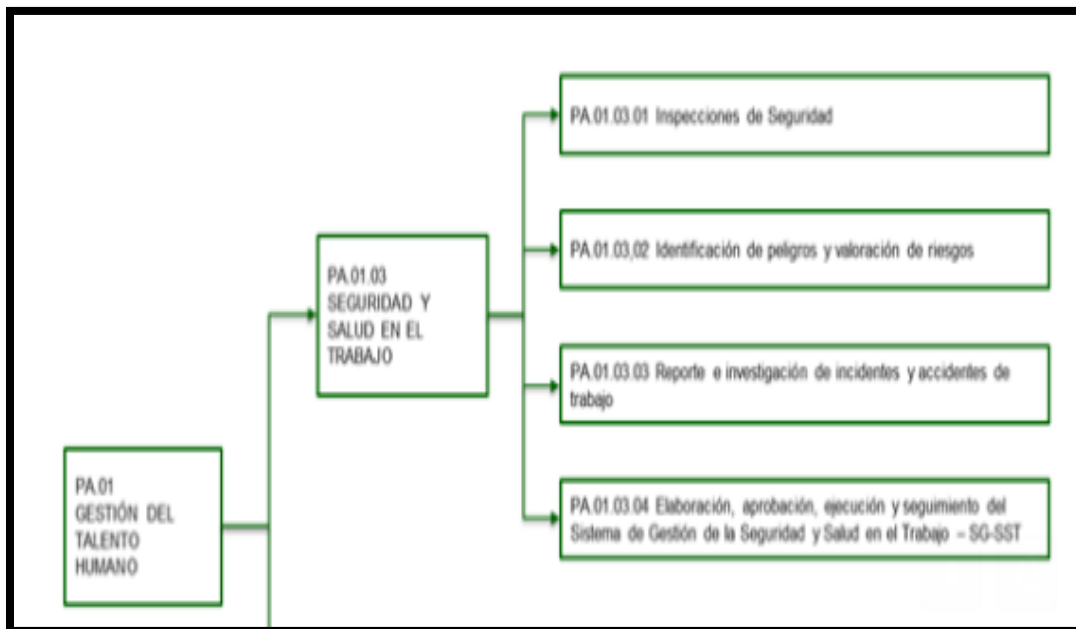 PA.01.03.01 Inspecciones de Seguridad
PA.01.03,02 Identificación de peligros y valoración de riesgos
PA.01.03
SEGURIDAD Y
SALUD EN EL
TRABAJO
PA.01.03.03 Reporte e investigación de incidentes y accidentes de
trabajo
PA.01
GESTIÓN DEL
TALENTO
HUMANO
PA.01.03.04 Elaboración, aprobación, ejecución y seguimiento del
Sistema de Gestión de la Seguridad y Salud en el Trabajo – SG-SST